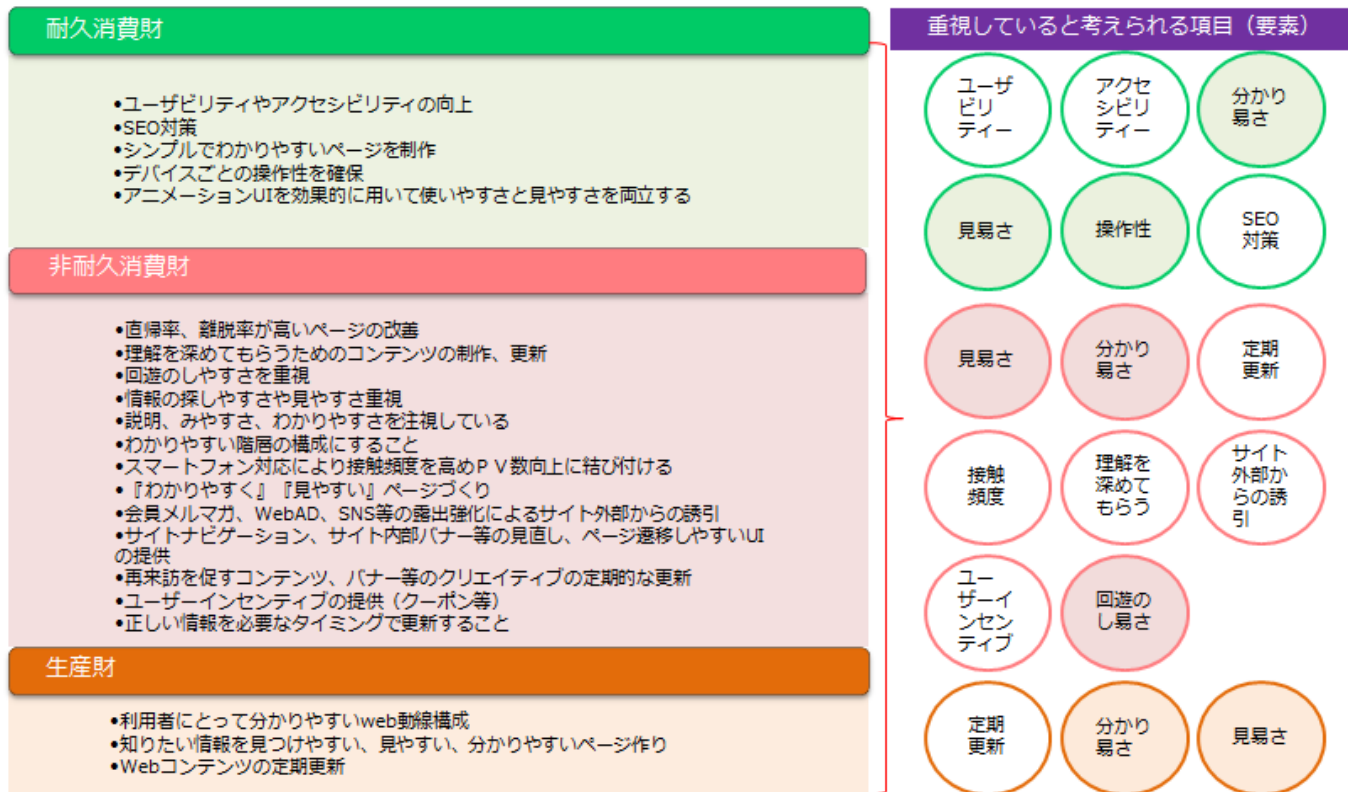 耐久消費財
•ユーザビリティやアクセシビリティの向上
•SEO対策
•シンプルでわかりやすいページを制作
•デバイスごとの操作性を確保
•アニメーションUIを効果的に用いて使いやすさと見やすさを両立する
非耐久消費財
•直帰率、離脱率が高いページの改善
•理解を深めてもらうためのコンテンツの制作、更新
•回遊のしやすさを重視
•情報の探しやすさや見やすさ重視
•説明、みやすさ、わかりやすさを注視している
•わかりやすい階層の構成にすること
•スマートフォン対応により接触頻度を高めPV数向上に結び付ける
•『わかりやすく』『見やすい』ページづくり
•会員メルマガ、WebAD、SNS等の露出強化によるサイト外部からの誘引
•サイトナビゲーション、サイト内部バナー等の見直し、ページ遷移しやすいUI
の提供
•再来訪を促すコンテンツ、バナー等のクリエイティブの定期的な更新
•ユーザーインセンティブの提供（クーポン等）
•正しい情報を必要なタイミングで更新すること
生産財
•利用者にとって分かりやすいweb動線構成
•知りたい情報を見つけやすい、見やすい、分かりやすいページ作り
•Webコンテンツの定期更新
重視していると考えられる項目（要素）
ユーザ
ビリ
ティー
アクセ
シビリ
ティー
分かり
易さ
見易さ
操作性
SEO
対策
見易さ
分かり
易さ
定期
更新
接触
頻度
理解を
深めて
もらう
サイト
外部か
らの誘
引
ユー
ザーイ
ンセン
ティブ
回遊の
し易さ
定期
更新
分かり
易さ
見易さ